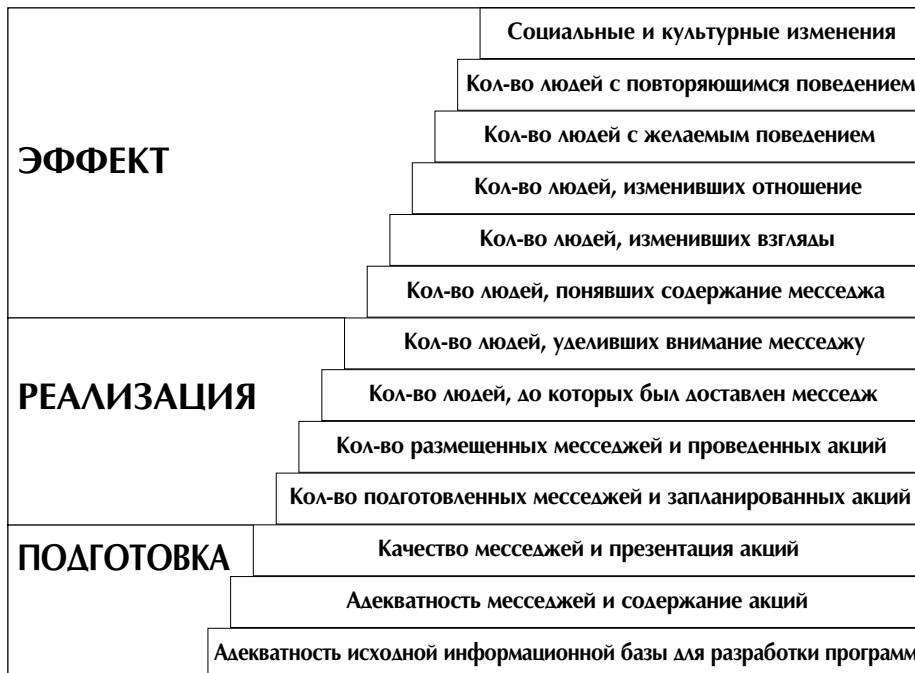 Социальные и культурные изменения
Кол-во людей с повторяющимся поведением
Кол-во людей с желаемым поведением
ЭФФЕКТ
Кол-во людей, изменивших отношение
Кол-во людей, изменивших взгляды
Кол-во людей, понявших содержание месседжа
Кол-во людей, уделивших внимание месседжу
РЕАЛИЗАЦИЯ
Кол-во людей, до которых был доставлен месседж
Кол-во размещенных месседжей и проведенных акций
Кол-во подготовленных месседжей и запланированных акций
ПОДГОТОВКА
Качество месседжей и презентация акций
Адекватность месседжей и содержание акций
Адекватность исходной информационной базы для разработки программ